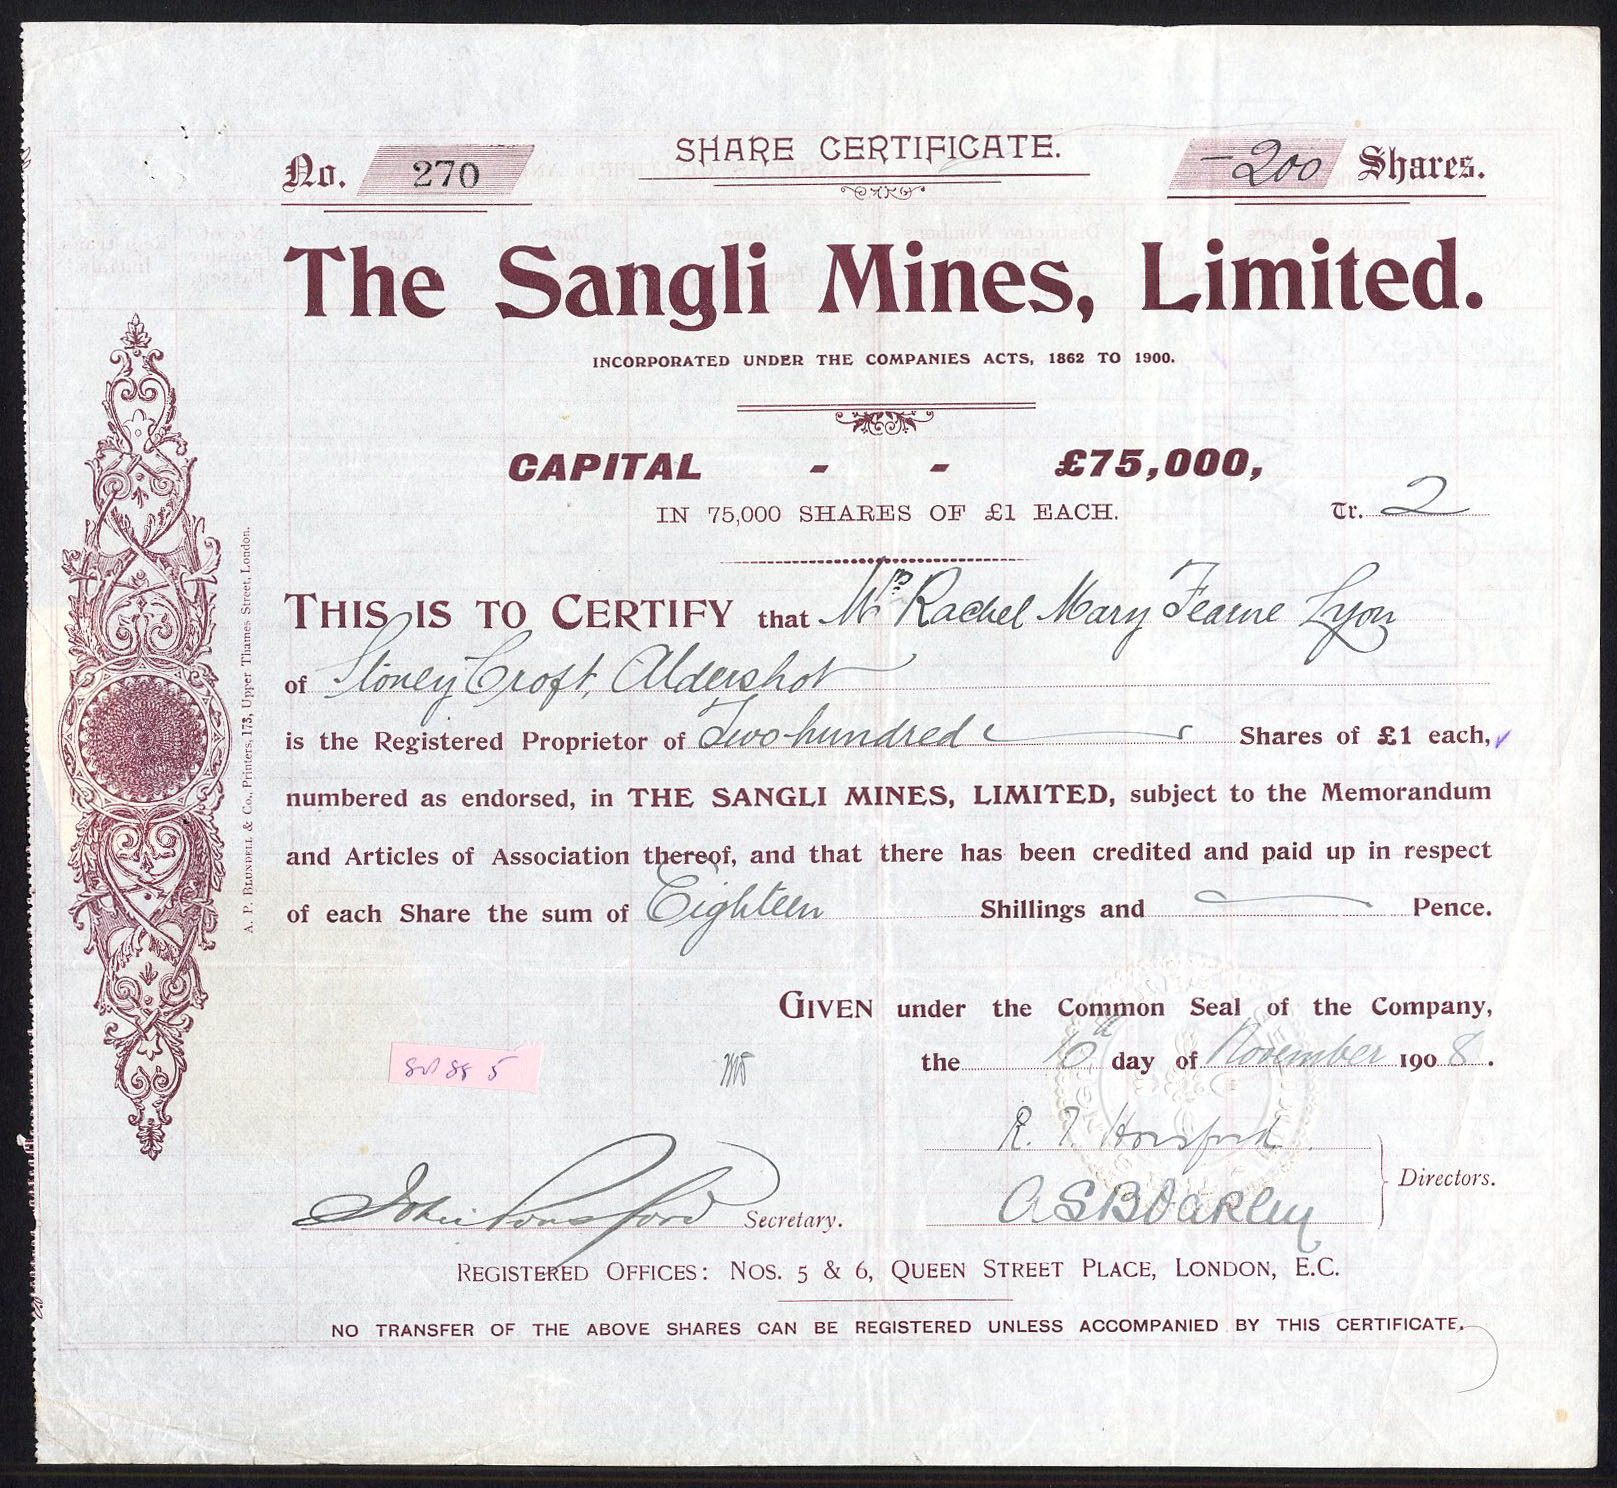 SHARE CERTIFICATE.
No. 270
200 Shares.
The Sangli Mines, Limited.
INCORPORATED UNDER THE COMPANIES ACTS, 1862 TO 1900.
CAPITAL - - £75,000,
IN 75,000 SHARES OF £1 EACH.
Tr. 2
THIS IS TO CERTIFY that Mrs Rachel Mary Fearne Lyon
of Stoney Croft, Aldershot
is the Registered Proprietor of Two hundred Shares of £1 each,
numbered as endorsed, in THE SANGLI MINES, LIMITED, subject to the Memorandum
and Articles of Association thereof, and that there has been credited and paid up in respect
of each Share the sum of Eighteen Shillings and Pence.
GIVEN under the Common Seal of the Company,
the day of November 1908.
R. T. Horsford
John Ponsford Secretary.
A S B Oakley
Directors.
REGISTERED OFFICES: NOS. 5 & 6, QUEEN STREET PLACE, LONDON, E.C.
NO TRANSFER OF THE ABOVE SHARES CAN BE REGISTERED UNLESS ACCOMPANIED BY THIS CERTIFICATE.
A. P. BLUNDELL & Co., Printers, 173, Upper Thames Street, London.